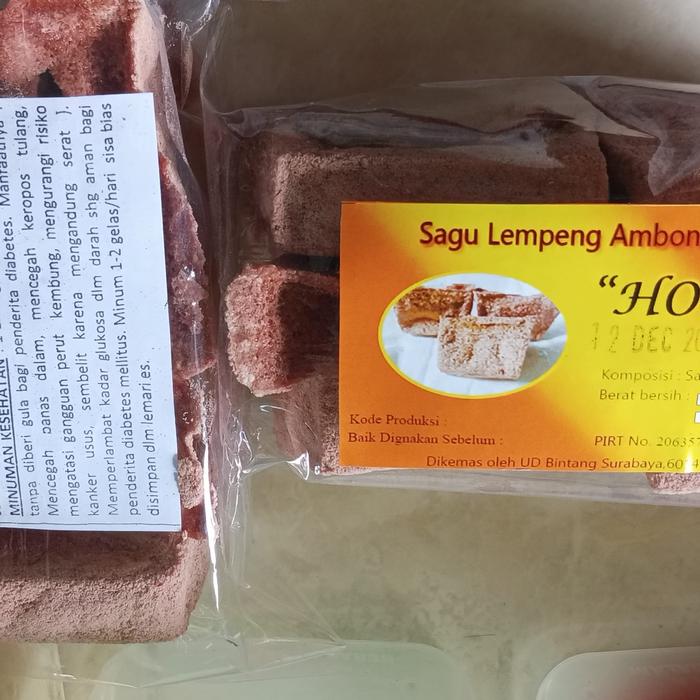 MINUMAN KESEHATAN :
tanpa diberi gula bagi penderita diabetes. Manfaatnya :
Mencegah panas dalam, mencegah keropos tulang,
mengatasi gangguan perut kembung, mengurangi risiko
kanker usus, sembelit karena mengandung serat ).
Memperlambat kadar glukosa dlm darah shg aman bagi
penderita diabetes mellitus. Minum 1-2 gelas/hari sisa bias
disimpan dlm lemari es.
Sagu Lempeng Ambon
“HO
12 DEC 20
Komposisi : Sa
Berat bersih :
Kode Produksi :
Baik Dignakan Sebelum :
PIRT No. 20635
Dikemas oleh UD Bintang Surabaya,60